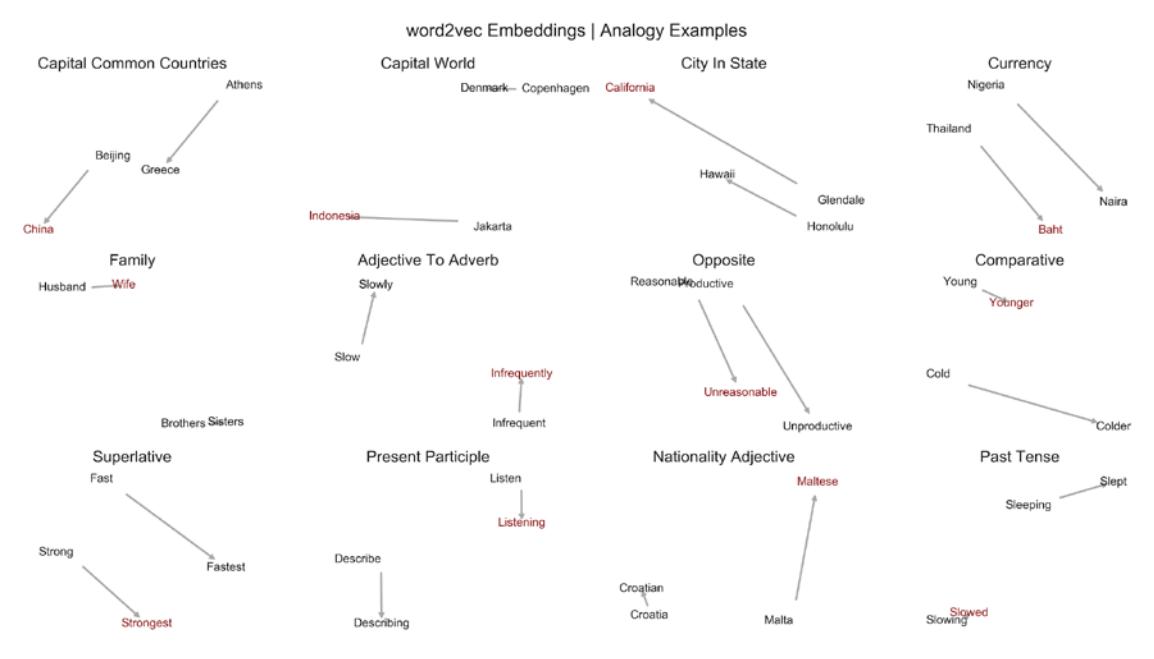 word2vec Embeddings | Analogy Examples
Capital Common Countries
Athens
Beijing
Greece
China
Capital World
Denmark
Copenhagen
Indonesia
Jakarta
City In State
California
Hawaii
Glendale
Honolulu
Currency
Nigeria
Thailand
Naira
Baht
Family
Husband
Wife
Brothers
Sisters
Adjective To Adverb
Slowly
Slow
Infrequently
Infrequent
Opposite
Reasonable
Productive
Unreasonable
Unproductive
Comparative
Young
Younger
Cold
Colder
Superlative
Fast
Strong
Fastest
Strongest
Present Participle
Listen
Listening
Describe
Describing
Nationality Adjective
Maltese
Croatian
Croatia
Malta
Past Tense
Slept
Sleeping
Slowed
Slowing